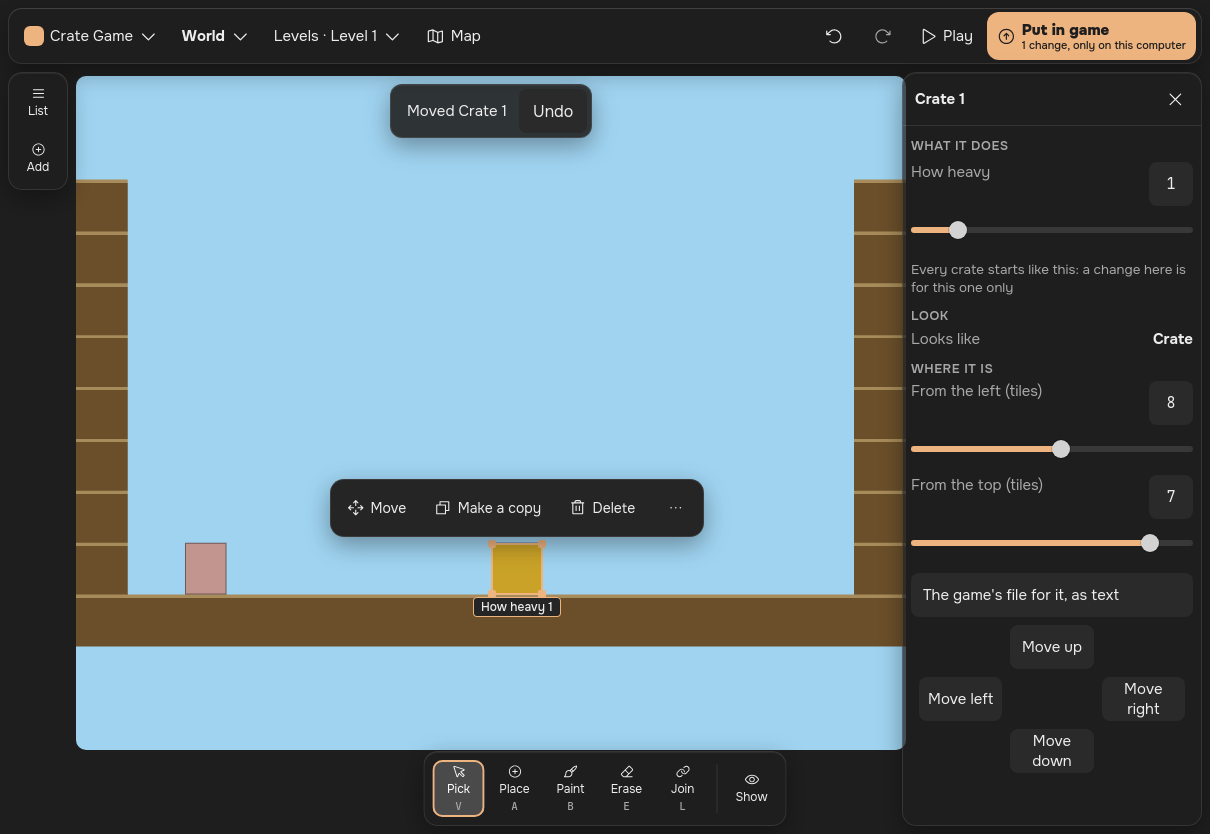 Crate Game
World
Levels · Level 1
Map
Play
Put in game
1 change, only on this computer
List
Add
Moved Crate 1
Undo
Move
Make a copy
Delete
...
How heavy 1
Pick
V
Place
A
Paint
B
Erase
E
Join
L
Show
Crate 1
WHAT IT DOES
How heavy
1
Every crate starts like this: a change here is
for this one only
LOOK
Looks like
Crate
WHERE IT IS
From the left (tiles)
8
From the top (tiles)
7
The game's file for it, as text
Move up
Move left
Move
right
Move
down